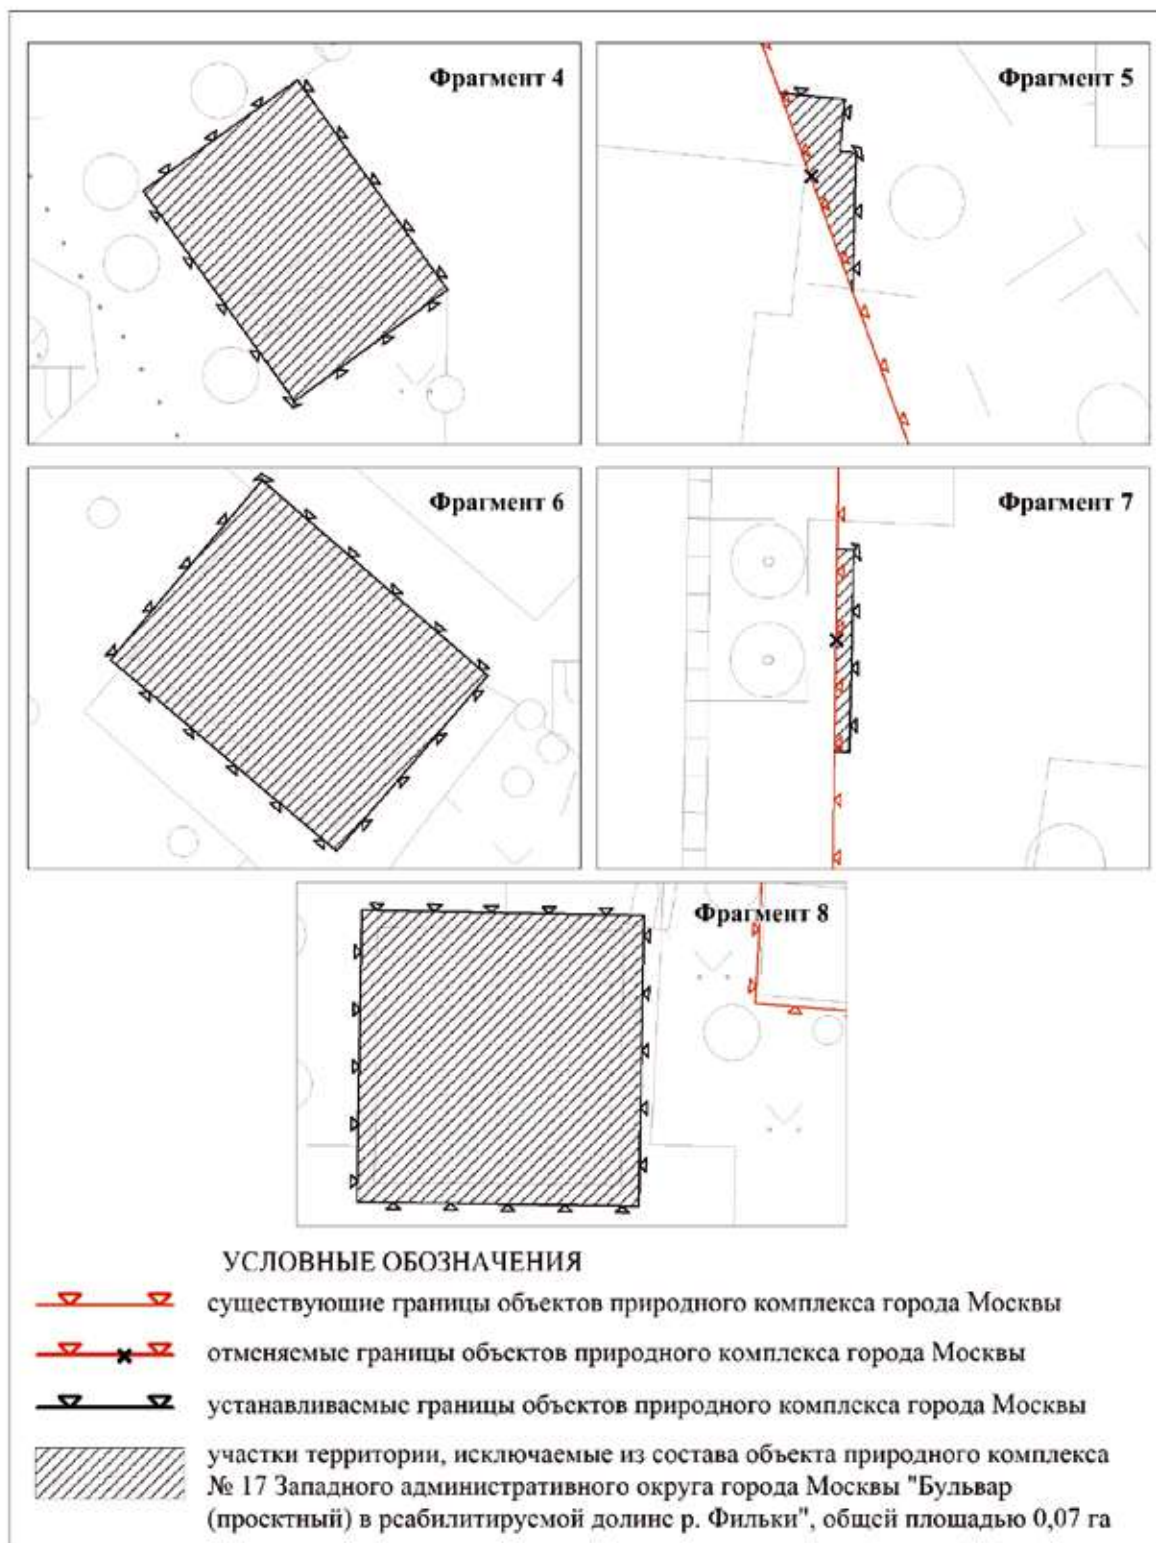 Фрагмент 4
Фрагмент 5
Фрагмент 6
Фрагмент 7
Фрагмент 8
УСЛОВНЫЕ ОБОЗНАЧЕНИЯ
существующие границы объектов природного комплекса города Москвы
отменяемые границы объектов природного комплекса города Москвы
устанавливаемые границы объектов природного комплекса города Москвы
участки территории, исключаемые из состава объекта природного комплекса
№ 17 Западного административного округа города Москвы "Бульвар
(проектный) в реабилитируемой долине р. Фильки", общей площадью 0,07 га